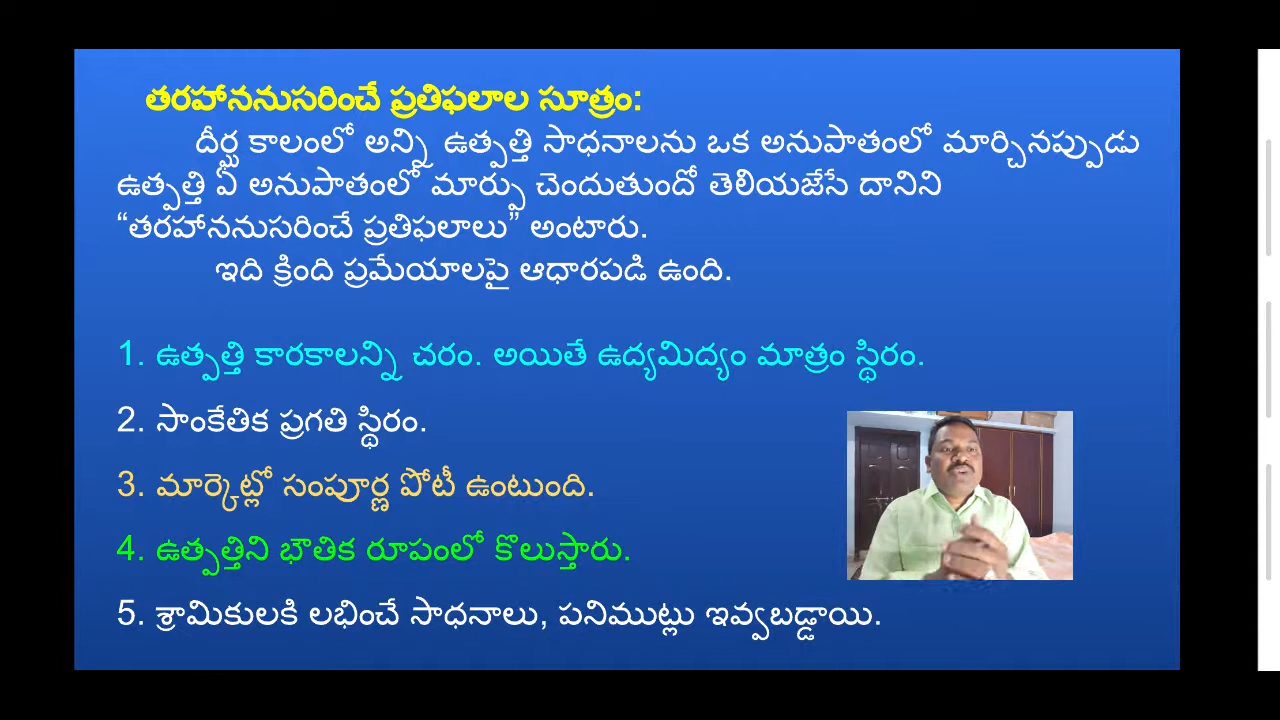 తరహాననుసరించే ప్రతిఫలాల సూత్రం:
దీర్ఘ కాలంలో అన్ని ఉత్పత్తి సాధనాలను ఒక అనుపాతంలో మార్చినప్పుడు
ఉత్పత్తి ఏ అనుపాతంలో మార్పు చెందుతుందో తెలియజేసే దానిని
“తరహాననుసరించే ప్రతిఫలాలు” అంటారు.
ఇది క్రింది ప్రమేయాలపై ఆధారపడి ఉంది.
1. ఉత్పత్తి కారకాలన్ని చరం. అయితే ఉద్యమిద్యం మాత్రం స్థిరం.
2. సాంకేతిక ప్రగతి స్థిరం.
3. మార్కెట్లో సంపూర్ణ పోటీ ఉంటుంది.
4. ఉత్పత్తిని భౌతిక రూపంలో కొలుస్తారు.
5. శ్రామికులకి లభించే సాధనాలు, పనిముట్లు ఇవ్వబడ్డాయి.